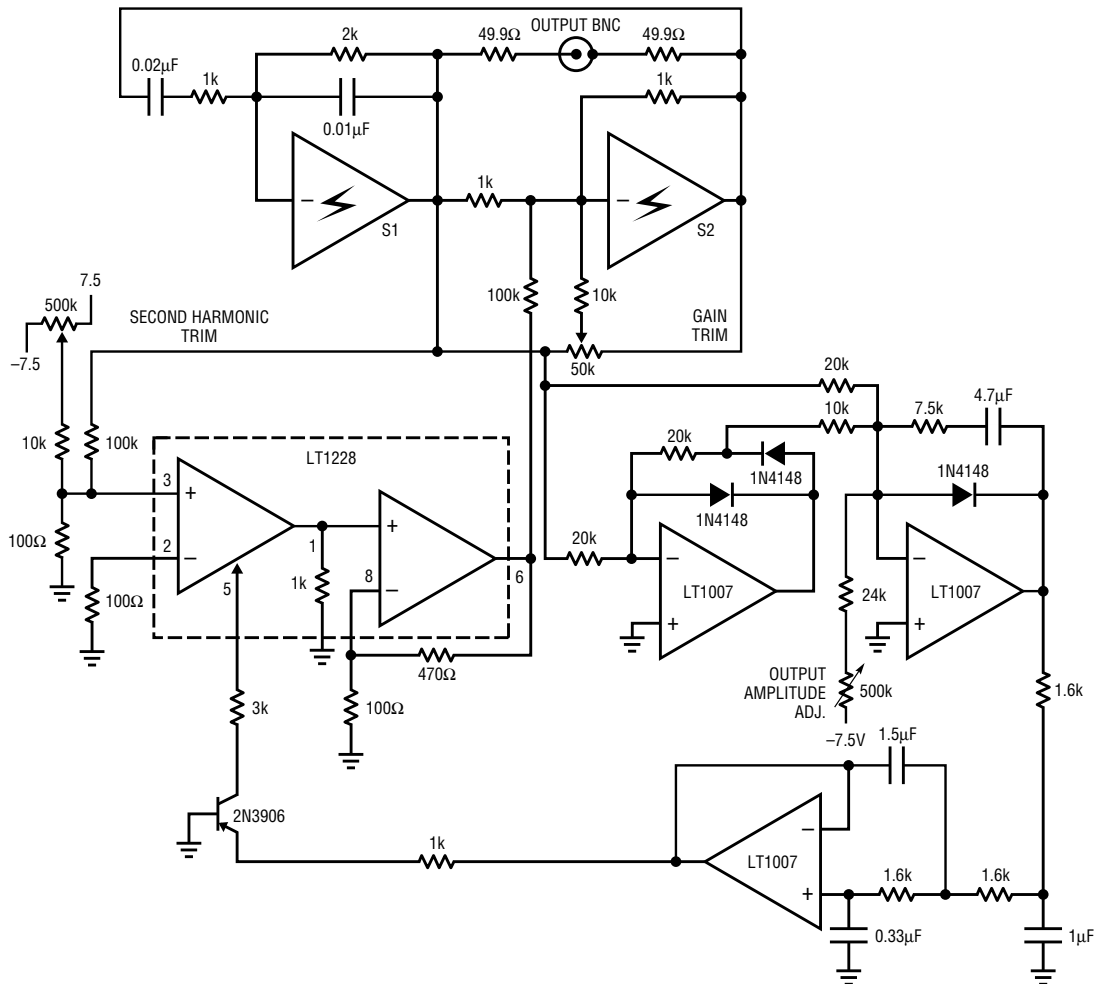 OUTPUT BNC
2k
49.9Ω
49.9Ω
0.02µF
1k
1k
0.01µF
–
S1
1k
–
S2
7.5
500k
–7.5
SECOND HARMONIC
TRIM
100k
10k
GAIN
TRIM
50k
20k
4.7µF
10k
7.5k
10k
100k
LT1228
20k
1N4148
1N4148
1N4148
3
+
2
–
1
5
+
8
–
6
100Ω
100Ω
1k
20k
–
LT1007
+
24k
–
LT1007
+
470Ω
100Ω
3k
OUTPUT
AMPLITUDE
ADJ.
500k
–7.5V
1.6k
1.5µF
2N3906
1k
–
LT1007
+
1.6k
1.6k
0.33µF
1µF